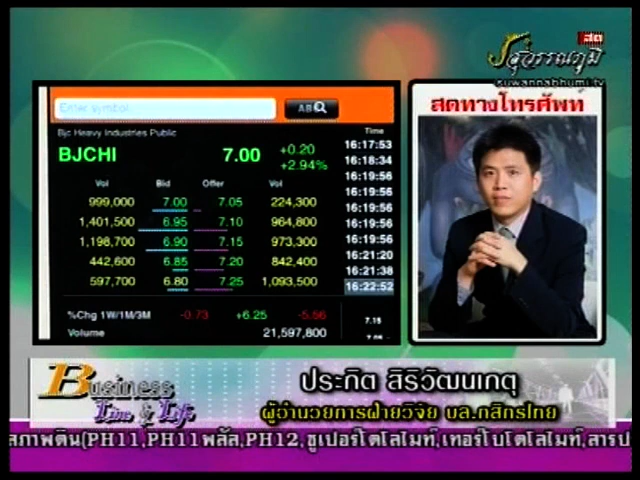 สุวรรณภูมิ สด
suwannabhumi.tv
สดทางโทรศัพท์
Enter symbol
Bjc Heavy Industries Public
BJCHI 7.00 +0.20
+2.94%
Vol Bid Offer Vol
999,000 7.00 7.05 224,300
1,401,500 6.95 7.10 964,800
1,198,700 6.90 7.15 973,300
442,600 6.85 7.20 842,400
597,700 6.80 7.25 1,093,500
%Chg 1W/1M/3M -0.73 +6.25 -5.56
Volume 21,597,800
Time
16:17:53
16:18:34
16:19:56
16:19:56
16:19:56
16:19:56
16:19:56
16:21:20
16:21:38
16:22:52
7.15
Business
Line & Life
ประกิต สิริวัฒนเกตุ
ผู้อำนวยการฝ่ายวิจัย บล.กสิกรไทย
สภาพดิน(PH11,PH11พลัส,PH12,ซูเปอร์โดโลไมท์,เทอร์โบโดโลไมท์,สารป